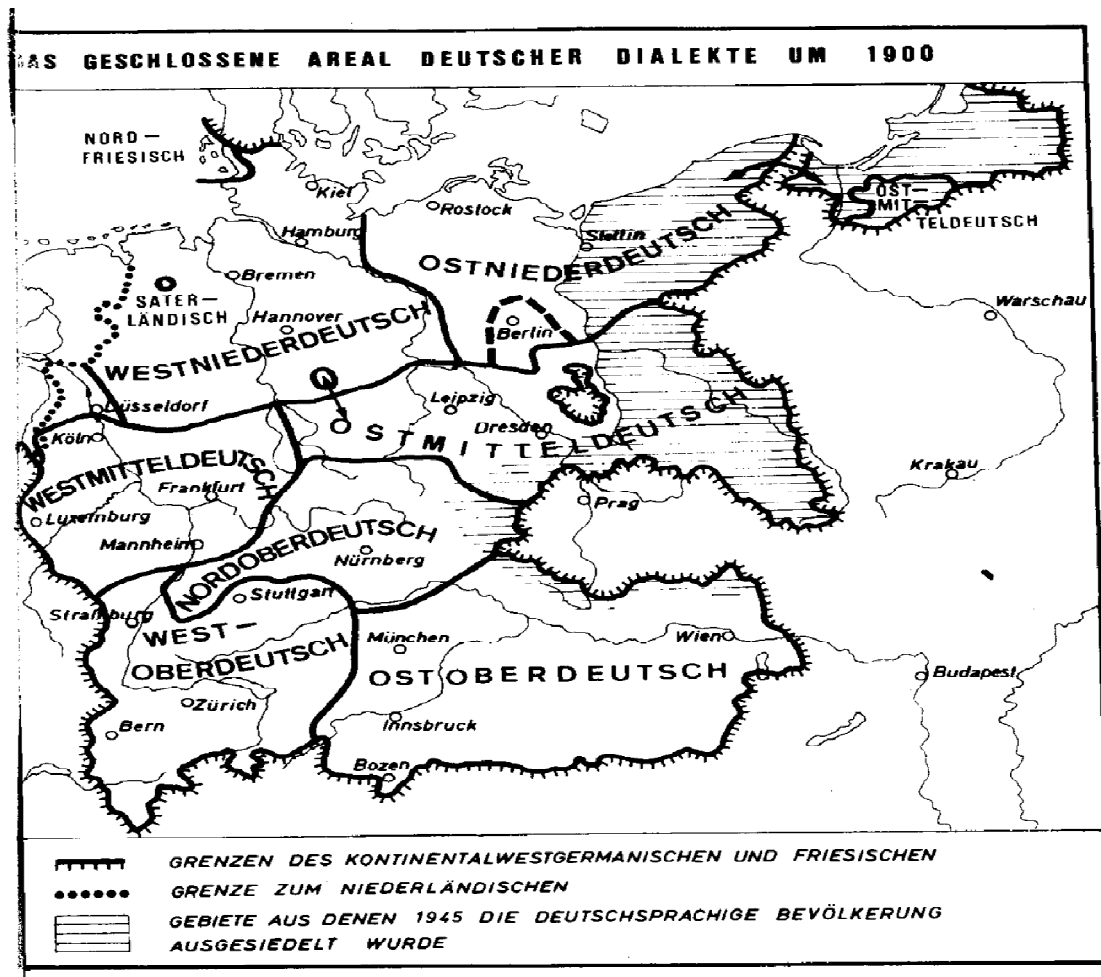 DAS GESCHLOSSENE AREAL DEUTSCHER DIALEKTE UM 1900
NORD—
FRIESISCH
Kiel
Rostock
Hamburg
Bremen
SATER—
LÄNDISCH
Hannover
OSTNIEDERDEUTSCH
Stettin
OST—
MIT—
TELDEUTSCH
Warschau
Berlin
WESTNIEDERDEUTSCH
Düsseldorf
Köln
Leipzig
Dresden
OSTMITTELDEUTSCH
WESTMITTELDEUTSCH
Frankfurt
Luxemburg
Mannheim
Prag
Krakau
NORDOBERDEUTSCH
Nürnberg
Stuttgart
Straßburg
WEST—
OBERDEUTSCH
München
Wien
OSTOBERDEUTSCH
Budapest
Zürich
Bern
Innsbruck
Bozen
GRENZEN DES KONTINENTALWESTGERMANISCHEN UND FRIESISCHEN
GRENZE ZUM NIEDERLÄNDISCHEN
GEBIETE AUS DENEN 1945 DIE DEUTSCHSPRACHIGE BEVÖLKERUNG
AUSGESIEDELT WURDE